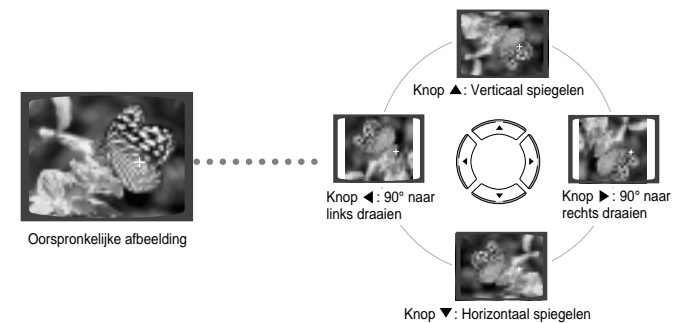 Knop ▲: Verticaal spiegelen
Knop ◀: 90° naar
links draaien
Knop ▶: 90° naar
rechts draaien
Oorspronkelijke afbeelding
Knop ▼: Horizontaal spiegelen